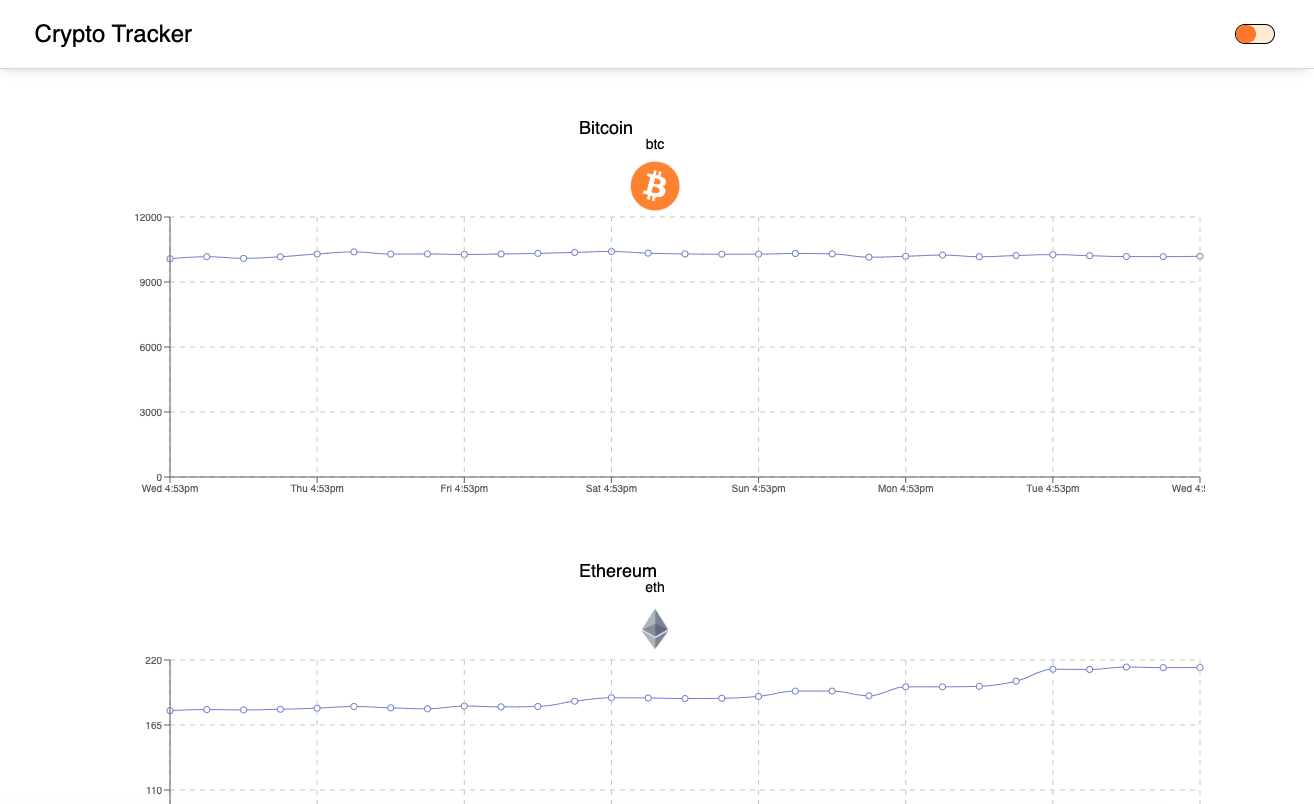 Crypto Tracker
Bitcoin
btc
12000
9000
6000
3000
0
Wed 4:53pm Thu 4:53pm Fri 4:53pm Sat 4:53pm Sun 4:53pm Mon 4:53pm Tue 4:53pm Wed 4:
Ethereum
eth
220
165
110